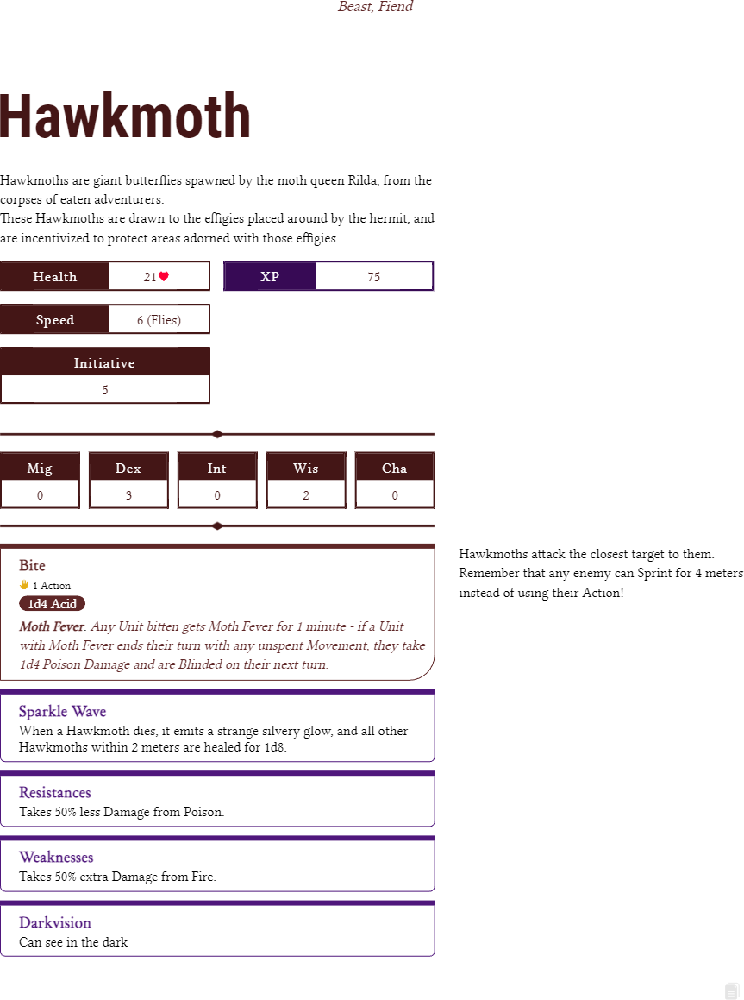 Beast, Fiend
Hawkmoth
Hawkmoths are giant butterflies spawned by the moth queen Rilda, from the
corpses of eaten adventurers.
These Hawkmoths are drawn to the effigies placed around by the hermit, and
are incentivized to protect areas adorned with those effigies.
Health 21 XP 75
Speed 6 (Flies)
Initiative
5
Mig Dex Int Wis Cha
0 3 0 2 0
Bite
1 Action
1d4 Acid
Moth Fever: Any Unit bitten gets Moth Fever for 1 minute - if a Unit
with Moth Fever ends their turn with any unspent Movement, they take
1d4 Poison Damage and are Blinded on their next turn.
Hawkmoths attack the closest target to them.
Remember that any enemy can Sprint for 4 meters
instead of using their Action!
Sparkle Wave
When a Hawkmoth dies, it emits a strange silvery glow, and all other
Hawkmoths within 2 meters are healed for 1d8.
Resistances
Takes 50% less Damage from Poison.
Weaknesses
Takes 50% extra Damage from Fire.
Darkvision
Can see in the dark